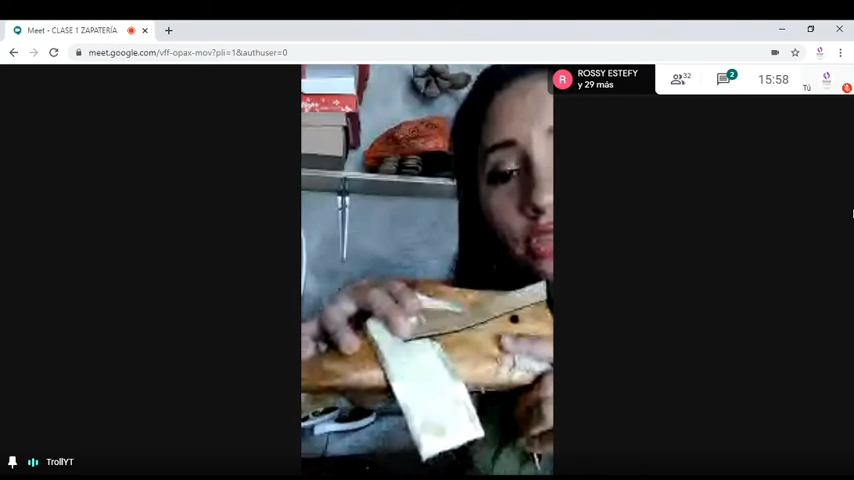 Meet - CLASE 1 ZAPATERÍA
meet.google.com/vff-opax-mov?pli=1&authuser=0
R
ROSSY ESTEFY
y 29 más
32
2
15:58
Tú
TrollYT